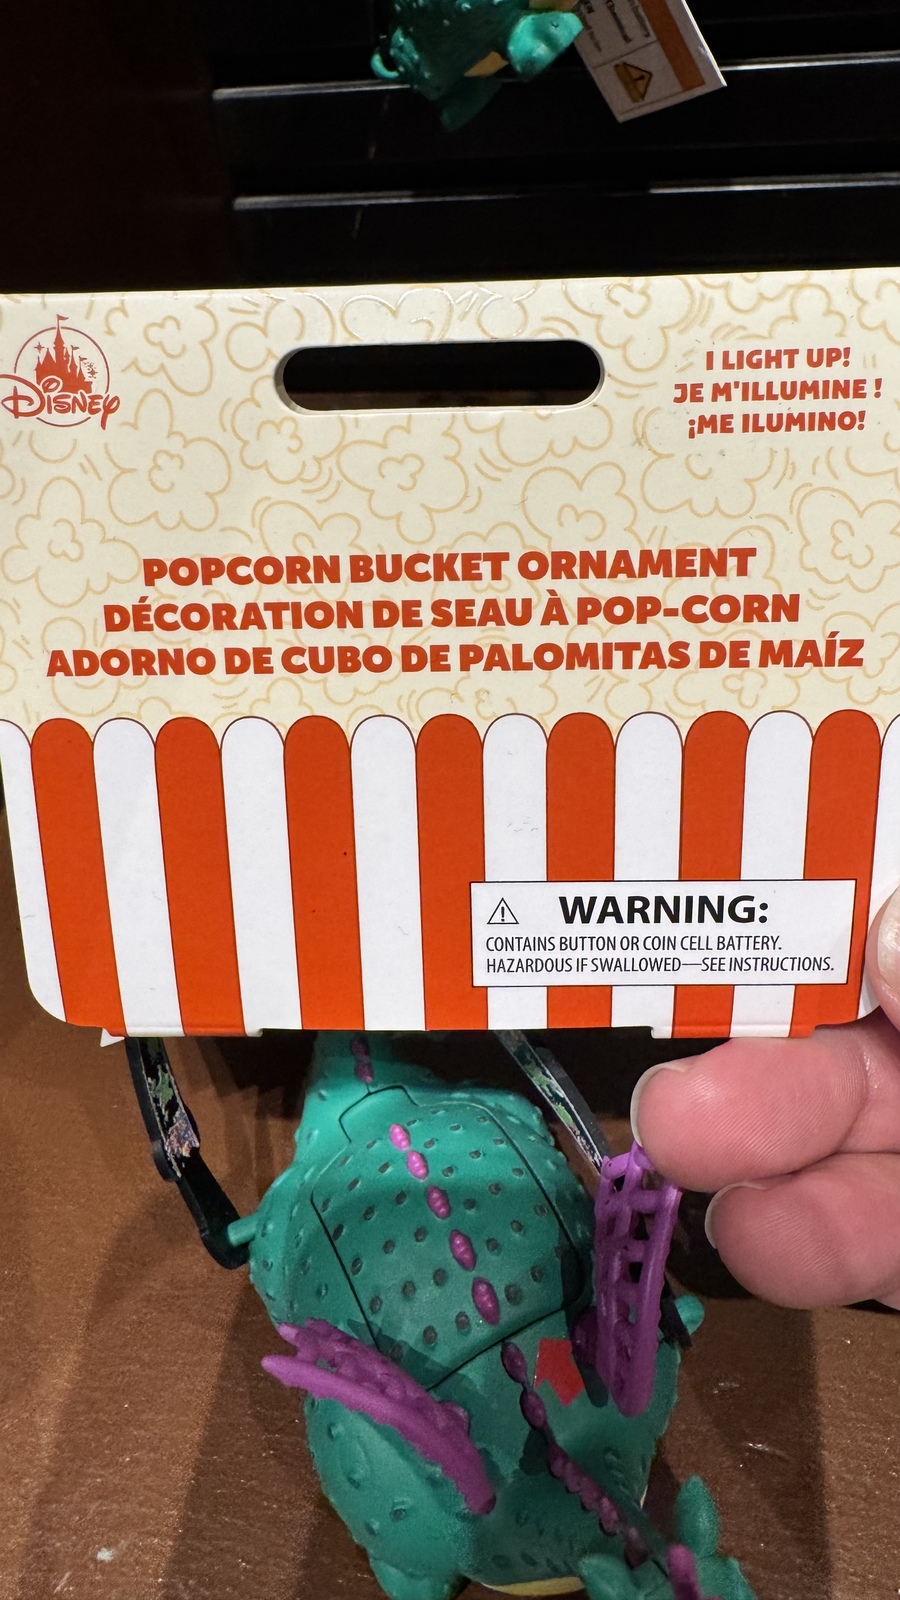 Disney
I LIGHT UP!
JE M'ILLUMINE !
¡ME ILUMINO!
POPCORN BUCKET ORNAMENT
DÉCORATION DE SEAU À POP-CORN
ADORNO DE CUBO DE PALOMITAS DE MAÍZ
WARNING:
CONTAINS BUTTON OR COIN CELL BATTERY.
HAZARDOUS IF SWALLOWED—SEE INSTRUCTIONS.